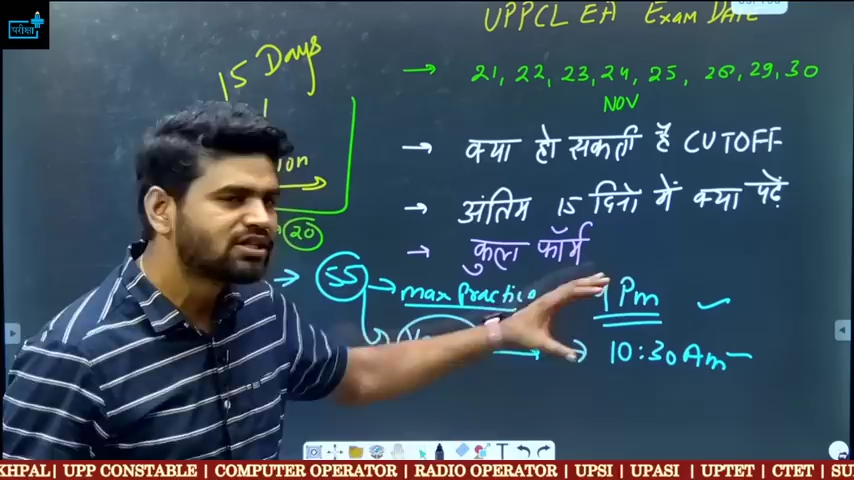 परीक्षा
UPPCL EA Exam DATE
15 Days
→ 21, 22, 23, 24, 25, 28, 29, 30
NOV
→ क्या हो सकती है CUTOFF
→ अंतिम 15 दिनो में क्या पढ़ें
20
→ कुल फॉर्म
→ SS → max Practice
1 Pm
10:30 Am
KHPAL| UPP CONSTABLE | COMPUTER OPERATOR | RADIO OPERATOR | UPSI | UPASI | UPTET | CTET | SU